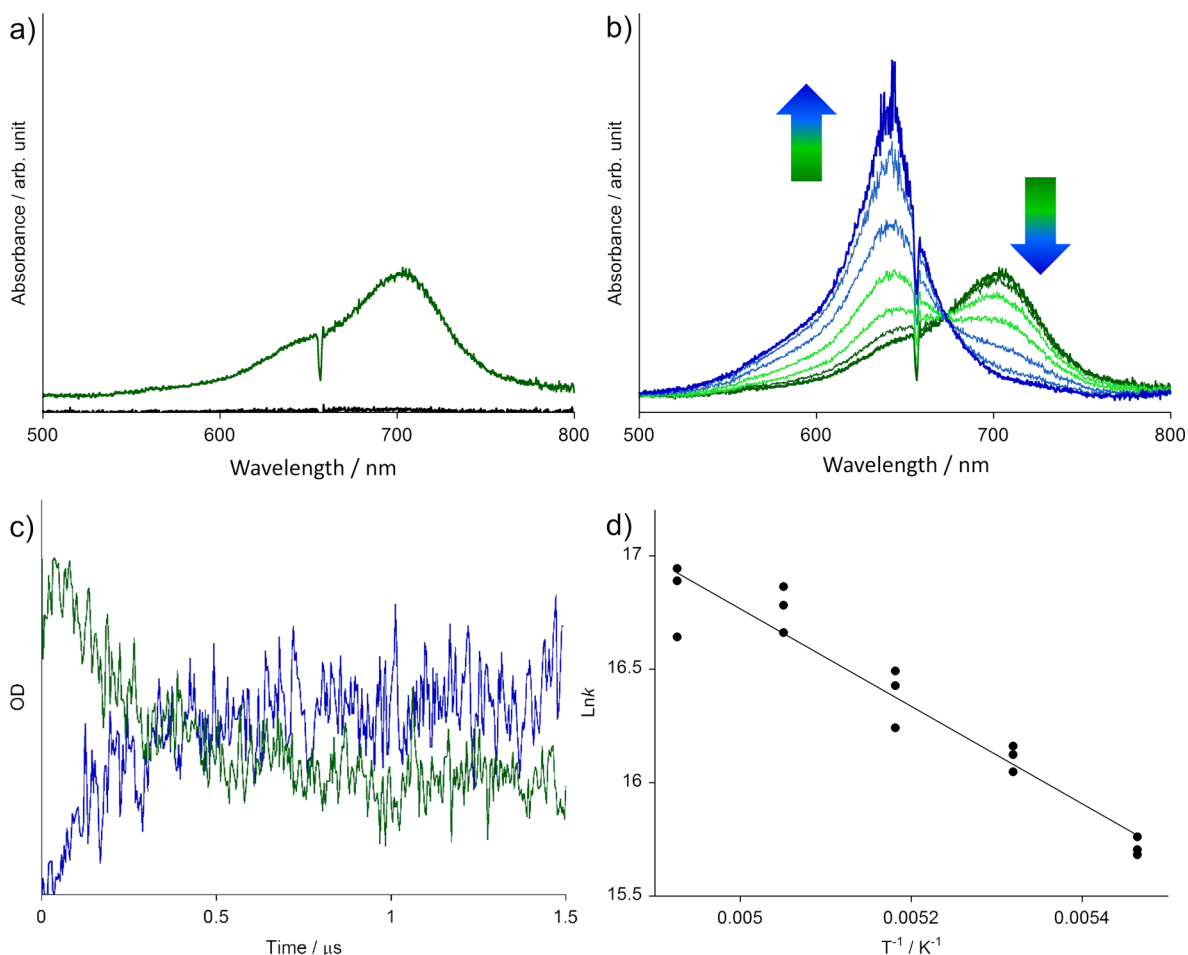 a)
Absorbance / arb. unit
500
600
700
800
Wavelength / nm
b)
Absorbance / arb. unit
500
600
700
800
Wavelength / nm
c)
OD
0
0.5
1
1.5
Time / μs
d)
Lnk
17
16.5
16
15.5
0.005
0.0052
0.0054
T⁻¹ / K⁻¹